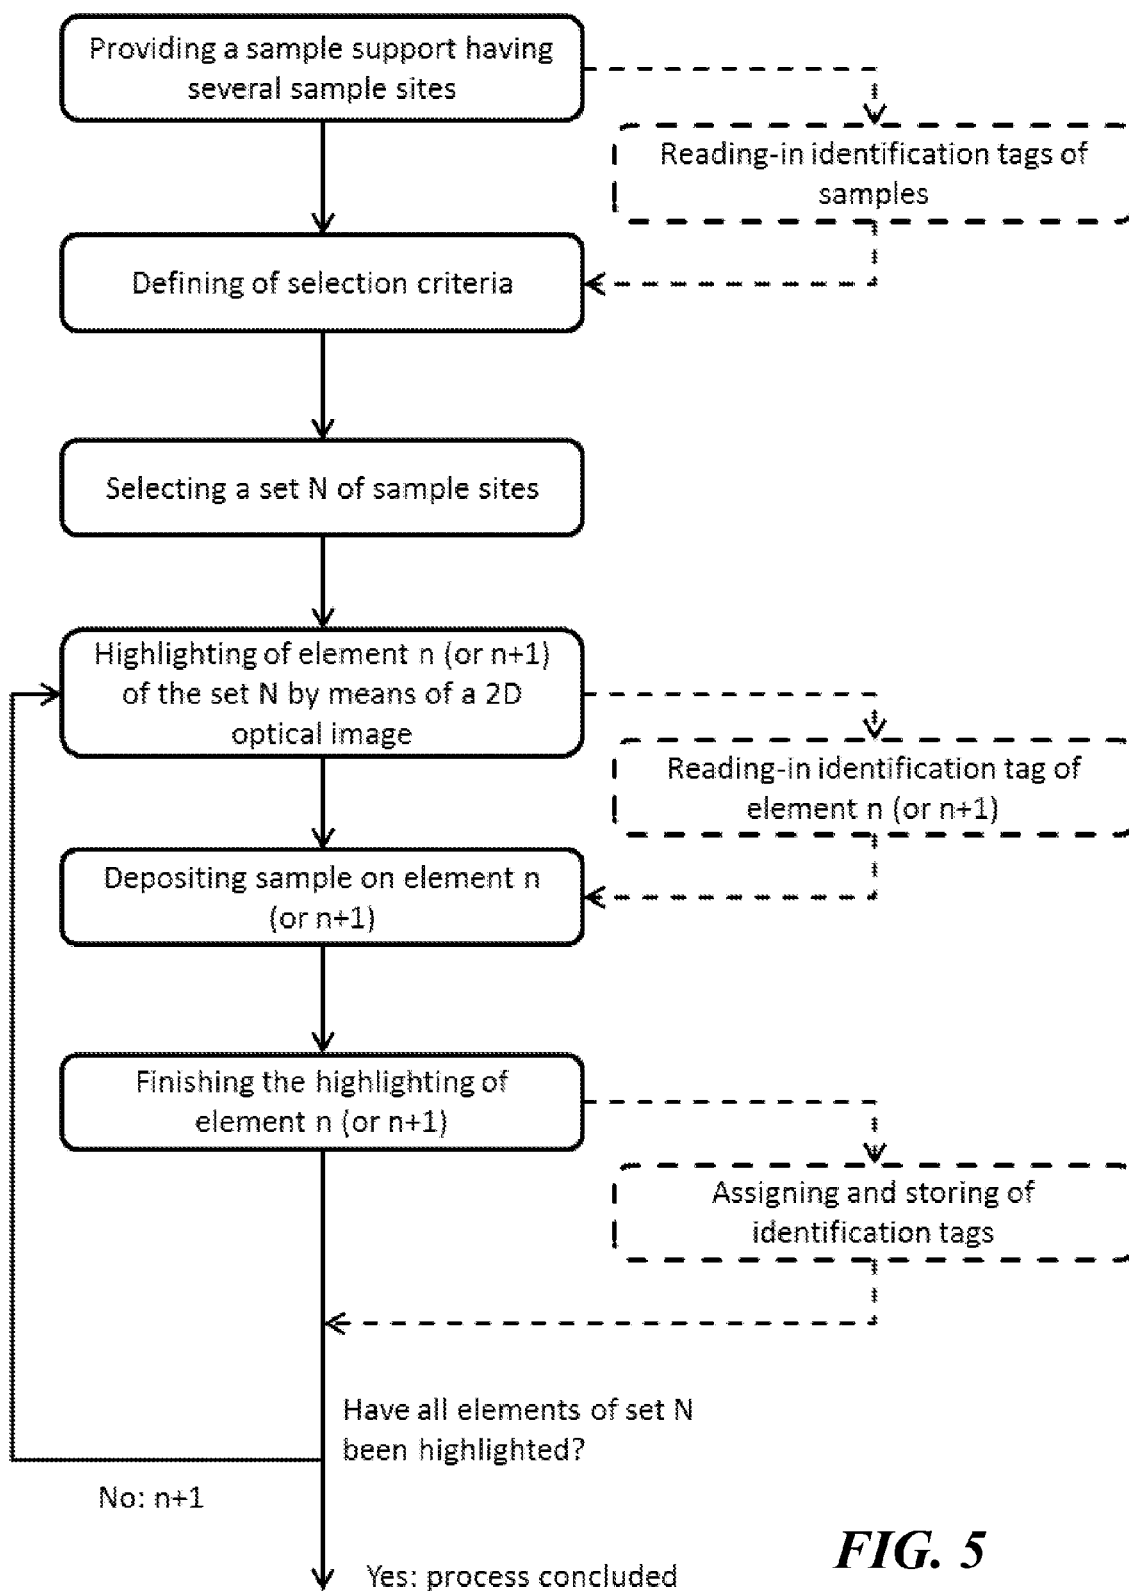 Providing a sample support having
several sample sites
Reading-in identification tags of
samples
Defining of selection criteria
Selecting a set N of sample sites
Highlighting of element n (or n+1)
of the set N by means of a 2D
optical image
Reading-in identification tag of
element n (or n+1)
Depositing sample on element n
(or n+1)
Finishing the highlighting of
element n (or n+1)
Assigning and storing of
identification tags
Have all elements of set N
been highlighted?
No: n+1
Yes: process concluded
FIG. 5